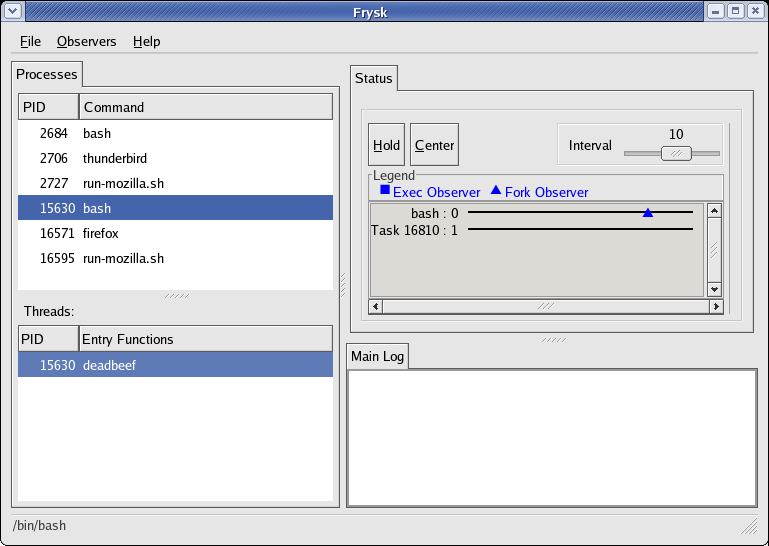 Frysk
File Observers Help
Processes
PID Command
2684 bash
2706 thunderbird
2727 run-mozilla.sh
15630 bash
16571 firefox
16595 run-mozilla.sh
Threads:
PID Entry Functions
15630 deadbeef
Status
Hold Center Interval 10
Legend
Exec Observer Fork Observer
bash : 0
Task 16810 : 1
Main Log
/bin/bash